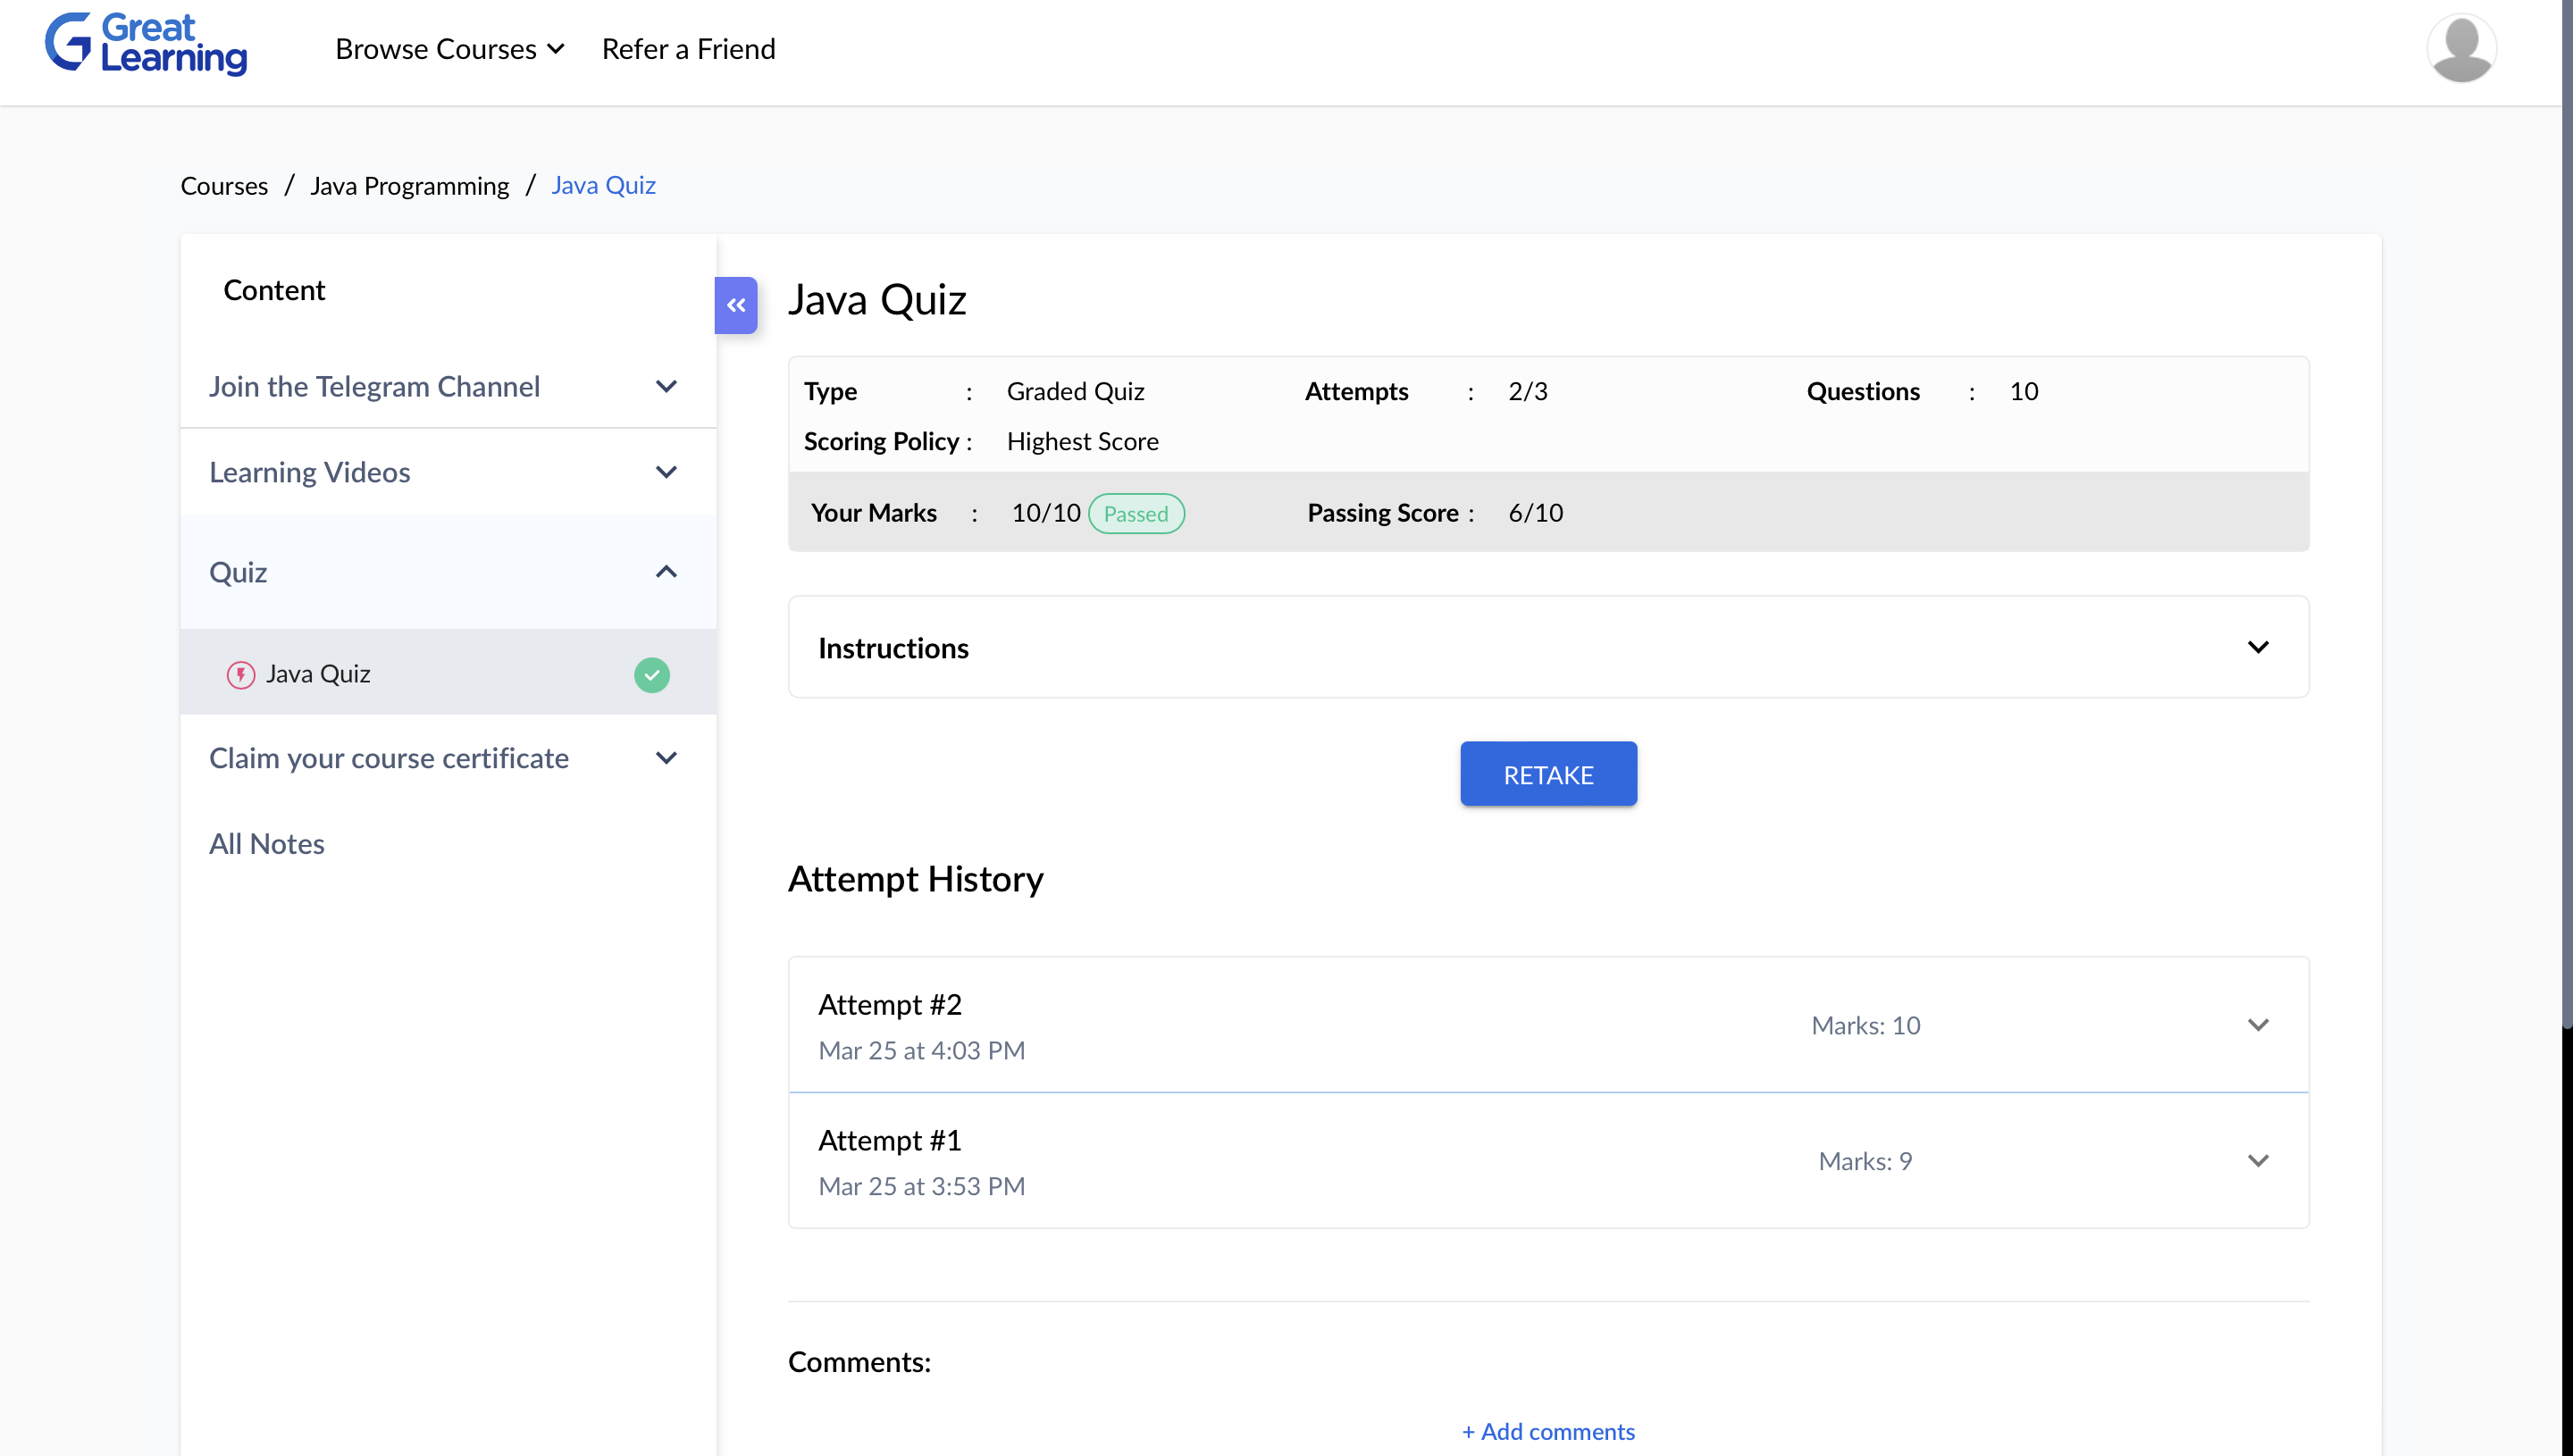 Great
Learning
Browse Courses
Refer a Friend
Courses / Java Programming / Java Quiz
Content
Join the Telegram Channel
Learning Videos
Quiz
Java Quiz
Claim your course certificate
All Notes
Java Quiz
Type : Graded Quiz
Attempts : 2/3
Questions : 10
Scoring Policy : Highest Score
Your Marks : 10/10 Passed
Passing Score : 6/10
Instructions
RETAKE
Attempt History
Attempt #2
Mar 25 at 4:03 PM
Marks: 10
Attempt #1
Mar 25 at 3:53 PM
Marks: 9
Comments:
+ Add comments